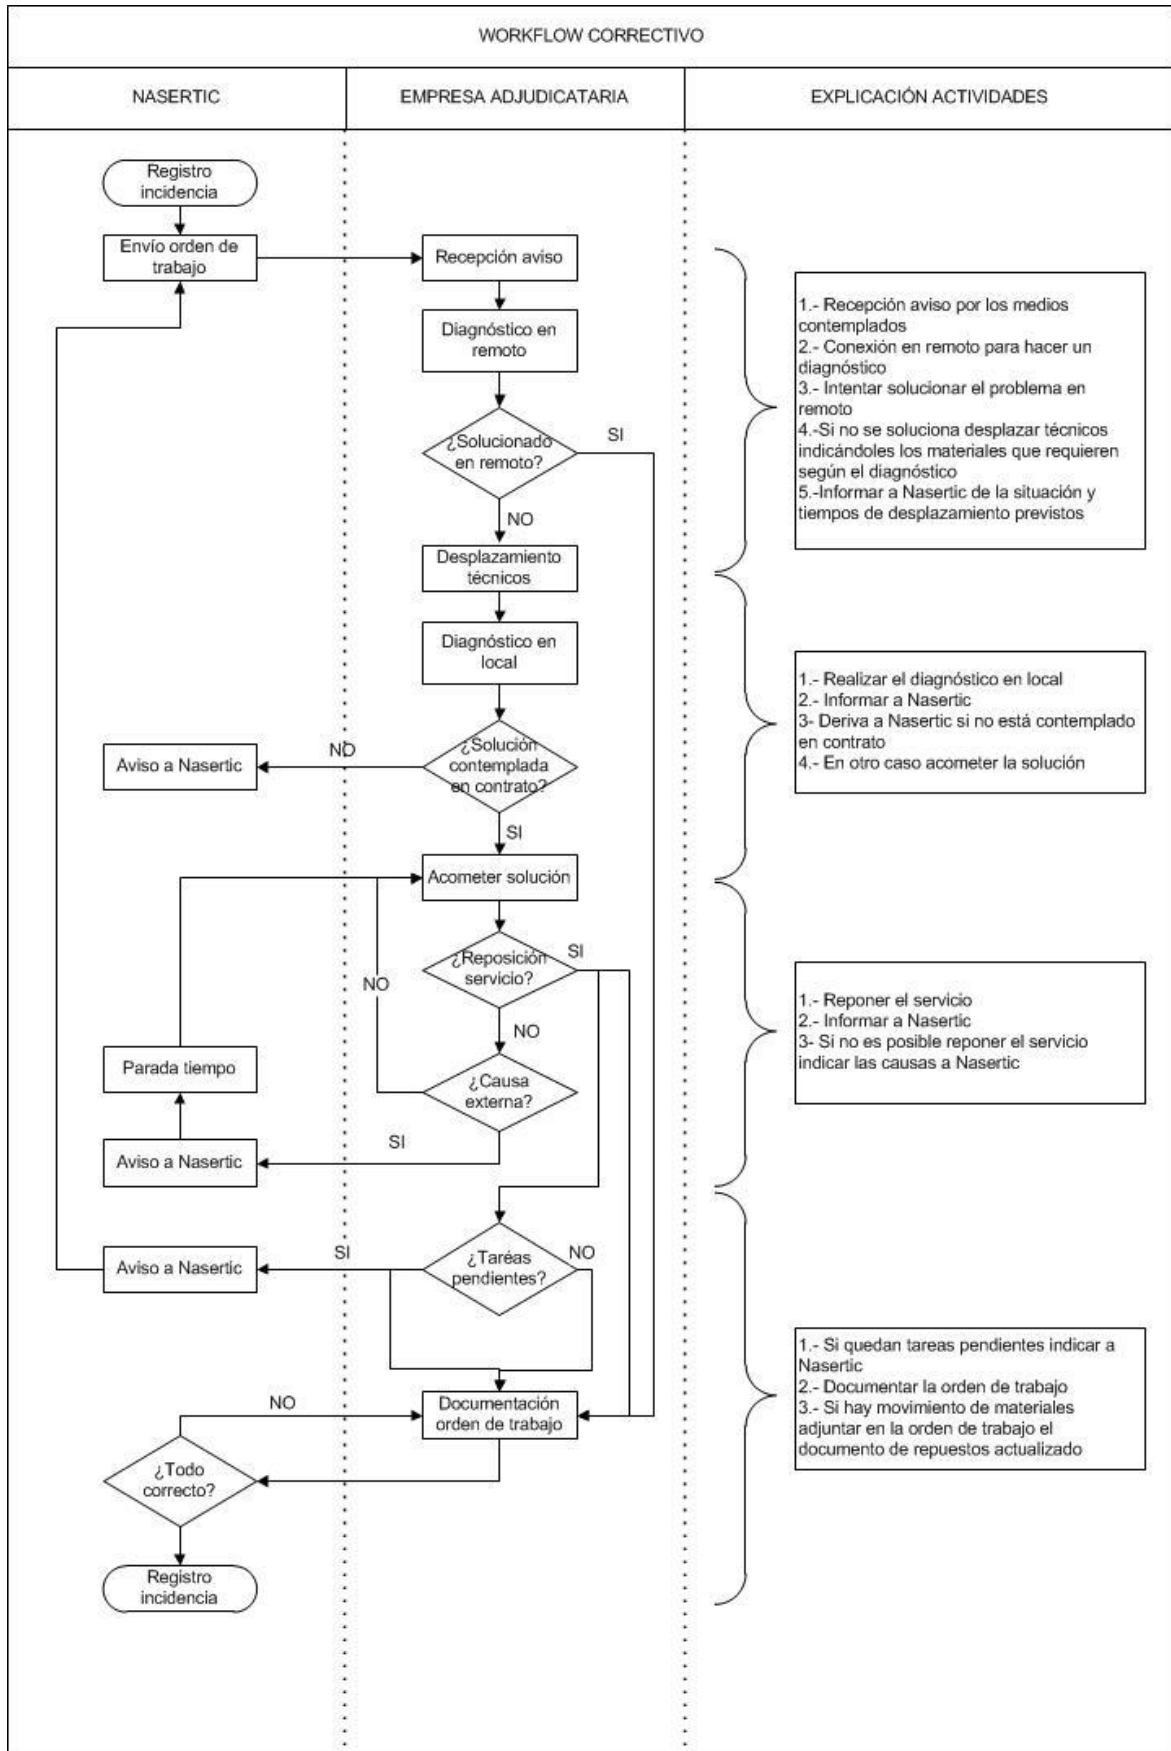 WORKFLOW CORRECTIVO
NASERTIC
EMPRESA ADJUDICATARIA
EXPLICACIÓN ACTIVIDADES
Registro
incidencia
Envío orden de
trabajo
Recepción aviso
Diagnóstico en
remoto
¿Solucionado
en remoto?
SI
NO
Desplazamiento
técnicos
Diagnóstico en
local
¿Solución
contemplada
en contrato?
NO
Aviso a Nasertic
SI
Acometer solución
¿Reposición
servicio?
SI
NO
NO
¿Causa
externa?
Parada tiempo
SI
Aviso a Nasertic
¿Taréas
pendientes?
SI
NO
Aviso a Nasertic
Documentación
orden de trabajo
NO
¿Todo
correcto?
Registro
incidencia
1.- Recepción aviso por los medios
contemplados
2.- Conexión en remoto para hacer un
diagnóstico
3.- Intentar solucionar el problema en
remoto
4.-Si no se soluciona desplazar técnicos
indicándoles los materiales que requieren
según el diagnóstico
5.-Informar a Nasertic de la situación y
tiempos de desplazamiento previstos
1.- Realizar el diagnóstico en local
2.- Informar a Nasertic
3- Deriva a Nasertic si no está contemplado
en contrato
4.- En otro caso acometer la solución
1.- Reponer el servicio
2.- Informar a Nasertic
3- Si no es posible reponer el servicio
indicar las causas a Nasertic
1.- Si quedan tareas pendientes indicar a
Nasertic
2.- Documentar la orden de trabajo
3.- Si hay movimiento de materiales
adjuntar en la orden de trabajo el
documento de repuestos actualizado